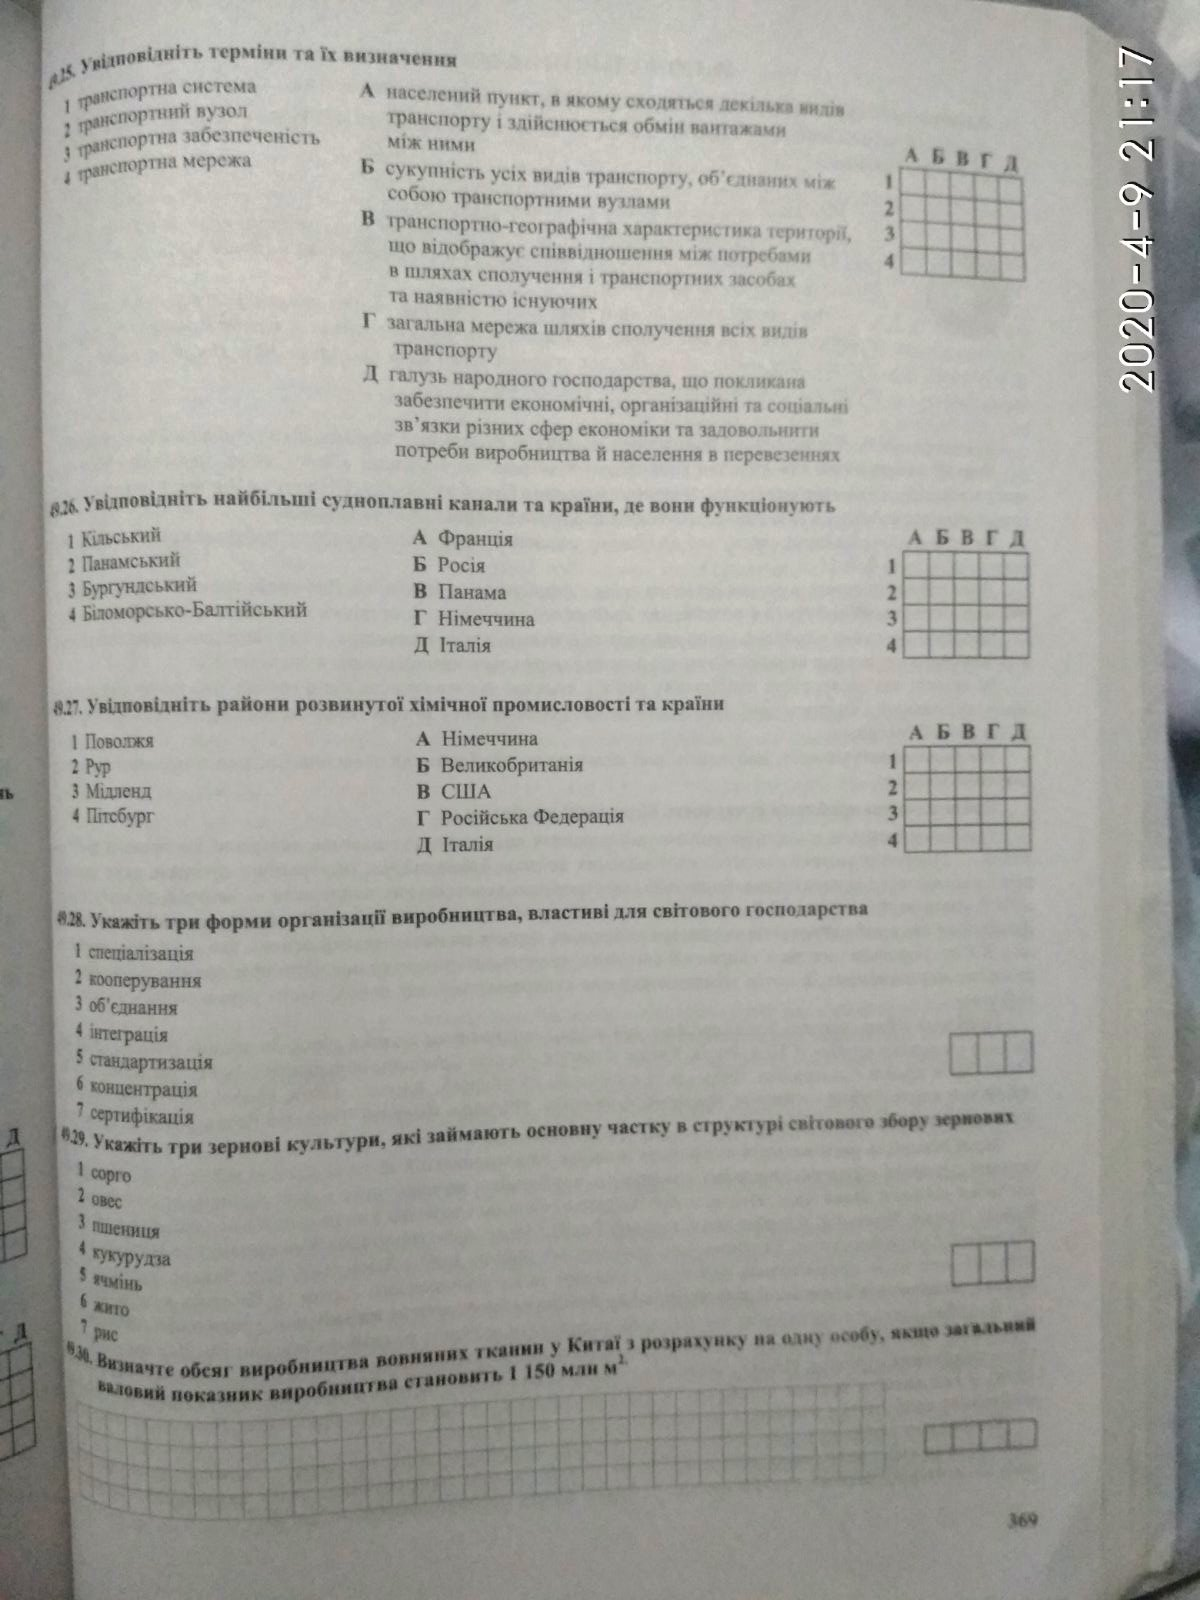 49.25. Увідповідніть терміни та їх визначення
1 транспортна система
2 транспортний вузол
3 транспортна забезпеченість
4 транспортна мережа
А населений пункт, в якому сходяться декілька видів
транспорту і здійснюється обмін вантажами
між ними
Б сукупність усіх видів транспорту, об'єднаних між
собою транспортними вузлами
В транспортно-географічна характеристика території,
що відображує співвідношення між потребами
в шляхах сполучення і транспортних засобах
та наявністю існуючих
Г загальна мережа шляхів сполучення всіх видів
транспорту
Д галузь народного господарства, що покликана
забезпечити економічні, організаційні та соціальні
зв'язки різних сфер економіки та задовольнити
потреби виробництва й населення в перевезеннях
А Б В Г Д
1
2
3
4
49.26. Увідповідніть найбільші судноплавні канали та країни, де вони функціонують
1 Кільський
2 Панамський
3 Бургундський
4 Біломорсько-Балтійський
А Франція
Б Росія
В Панама
Г Німеччина
Д Італія
А Б В Г Д
1
2
3
4
49.27. Увідповідніть райони розвинутої хімічної промисловості та країни
1 Поволжя
2 Рур
3 Мідленд
4 Пітсбург
А Німеччина
Б Великобританія
В США
Г Російська Федерація
Д Італія
А Б В Г Д
1
2
3
4
49.28. Укажіть три форми організації виробництва, властиві для світового господарства
1 спеціалізація
2 кооперування
3 об'єднання
4 інтеграція
5 стандартизація
6 концентрація
7 сертифікація
49.29. Укажіть три зернові культури, які займають основну частку в структурі світового збору зернових
1 сорго
2 овес
3 пшениця
4 кукурудза
5 ячмінь
6 жито
7 рис
49.30. Визначте обсяг виробництва вовняних тканин у Китаї з розрахунку на одну особу, якщо загальний
валовий показник виробництва становить 1 150 млн м².
369
2020-4-9 21:17
Д
Д